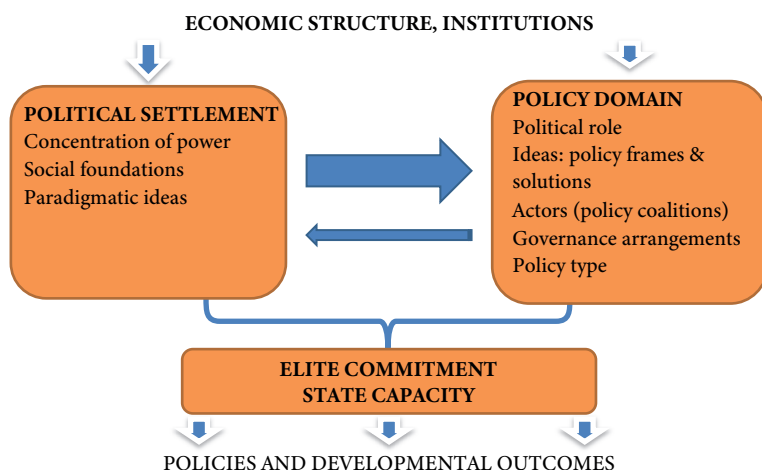 ECONOMIC STRUCTURE, INSTITUTIONS
POLITICAL SETTLEMENT
Concentration of power
Social foundations
Paradigmatic ideas
POLICY DOMAIN
Political role
Ideas: policy frames &
solutions
Actors (policy coalitions)
Governance arrangements
Policy type
ELITE COMMITMENT
STATE CAPACITY
POLICIES AND DEVELOPMENTAL OUTCOMES